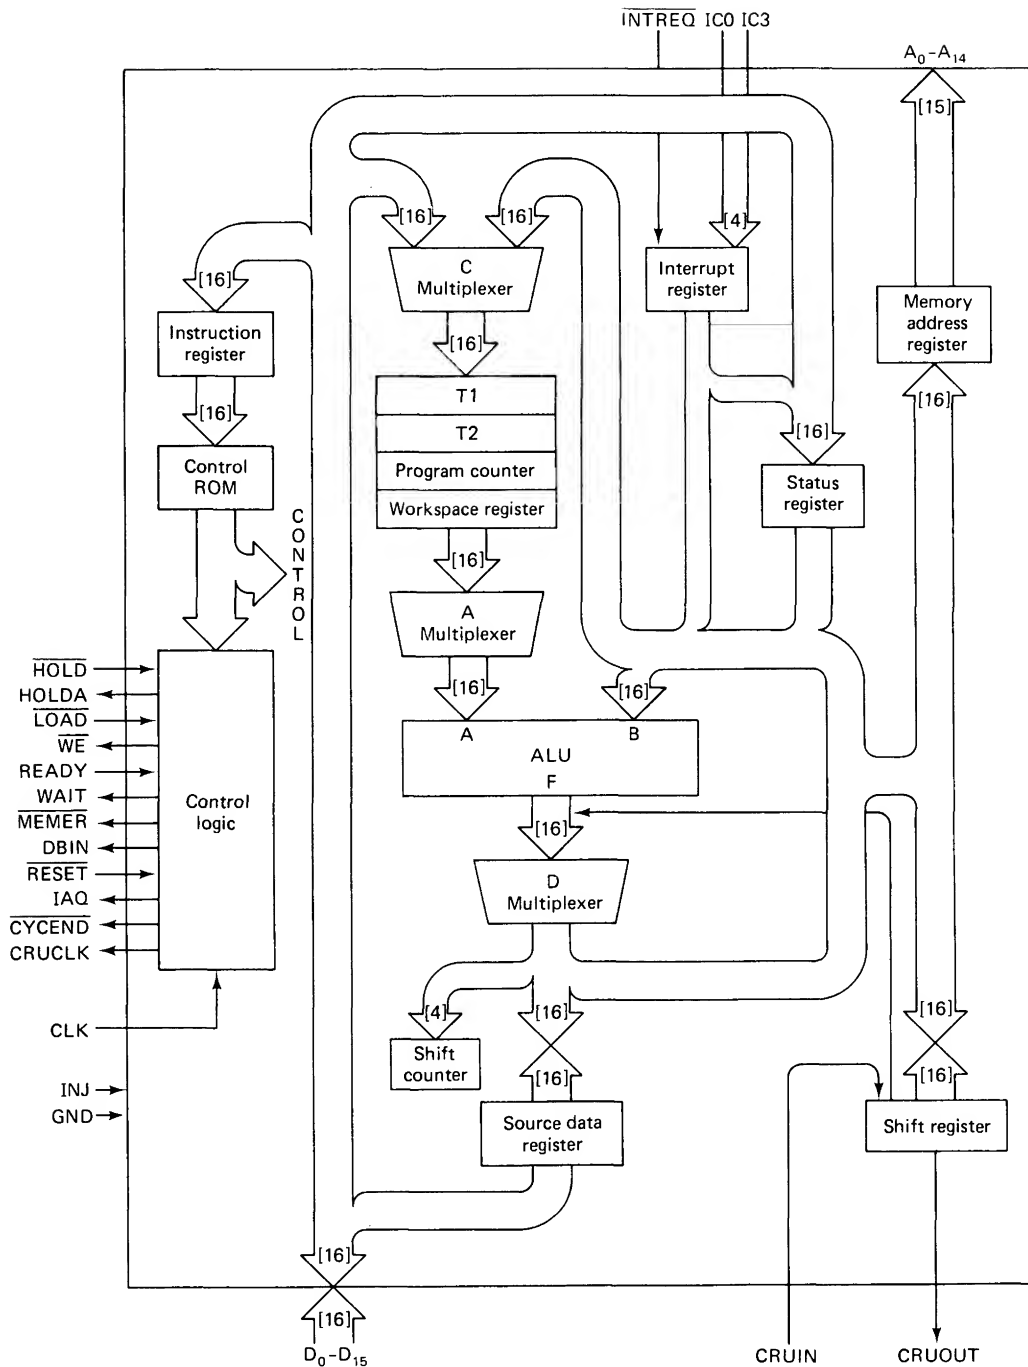 INTREQ IC0 IC3
A0-A14
[15]
[16]
[16]
[4]
C
Multiplexer
Interrupt
register
[16]
Instruction
register
Memory
address
register
[16]
T1
[16]
[16]
T2
[16]
Control
ROM
Program counter
Status
register
Workspace register
CONTROL
[16]
A
Multiplexer
HOLD
HOLDA
LOAD
WE
READY
WAIT
MEMER
DBIN
RESET
IAQ
CYCEND
CRUCLK
Control
logic
[16]
[16]
A
B
ALU
F
[16]
D
Multiplexer
CLK
[4]
[16]
[16]
Shift
counter
[16]
[16]
INJ
GND
Source data
register
Shift register
[16]
[16]
D0-D15
CRUIN
CRUOUT